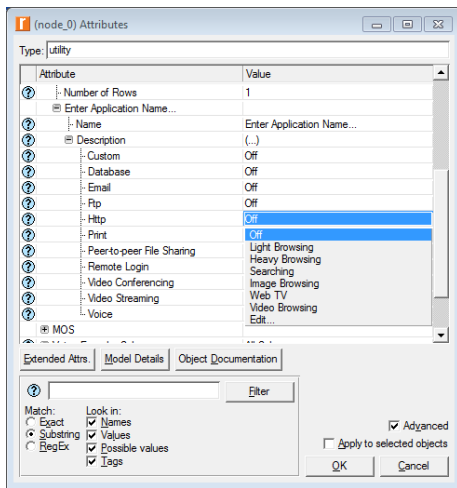 (node_0) Attributes
Type: utility
Attribute Value
Number of Rows 1
Enter Application Name...
Name Enter Application Name...
Description (...)
Custom Off
Database Off
Email Off
Ftp Off
Http Off
Print Off
Peer-to-peer File Sharing Light Browsing
Remote Login Heavy Browsing
Video Conferencing Searching
Video Streaming Image Browsing
Voice Web TV
Video Browsing
Edit...
MOS
Extended Attrs. Model Details Object Documentation
Filter
Match: Look in:
Exact Names
Substring Values
RegEx Possible values
Tags
Advanced
Apply to selected objects
OK Cancel